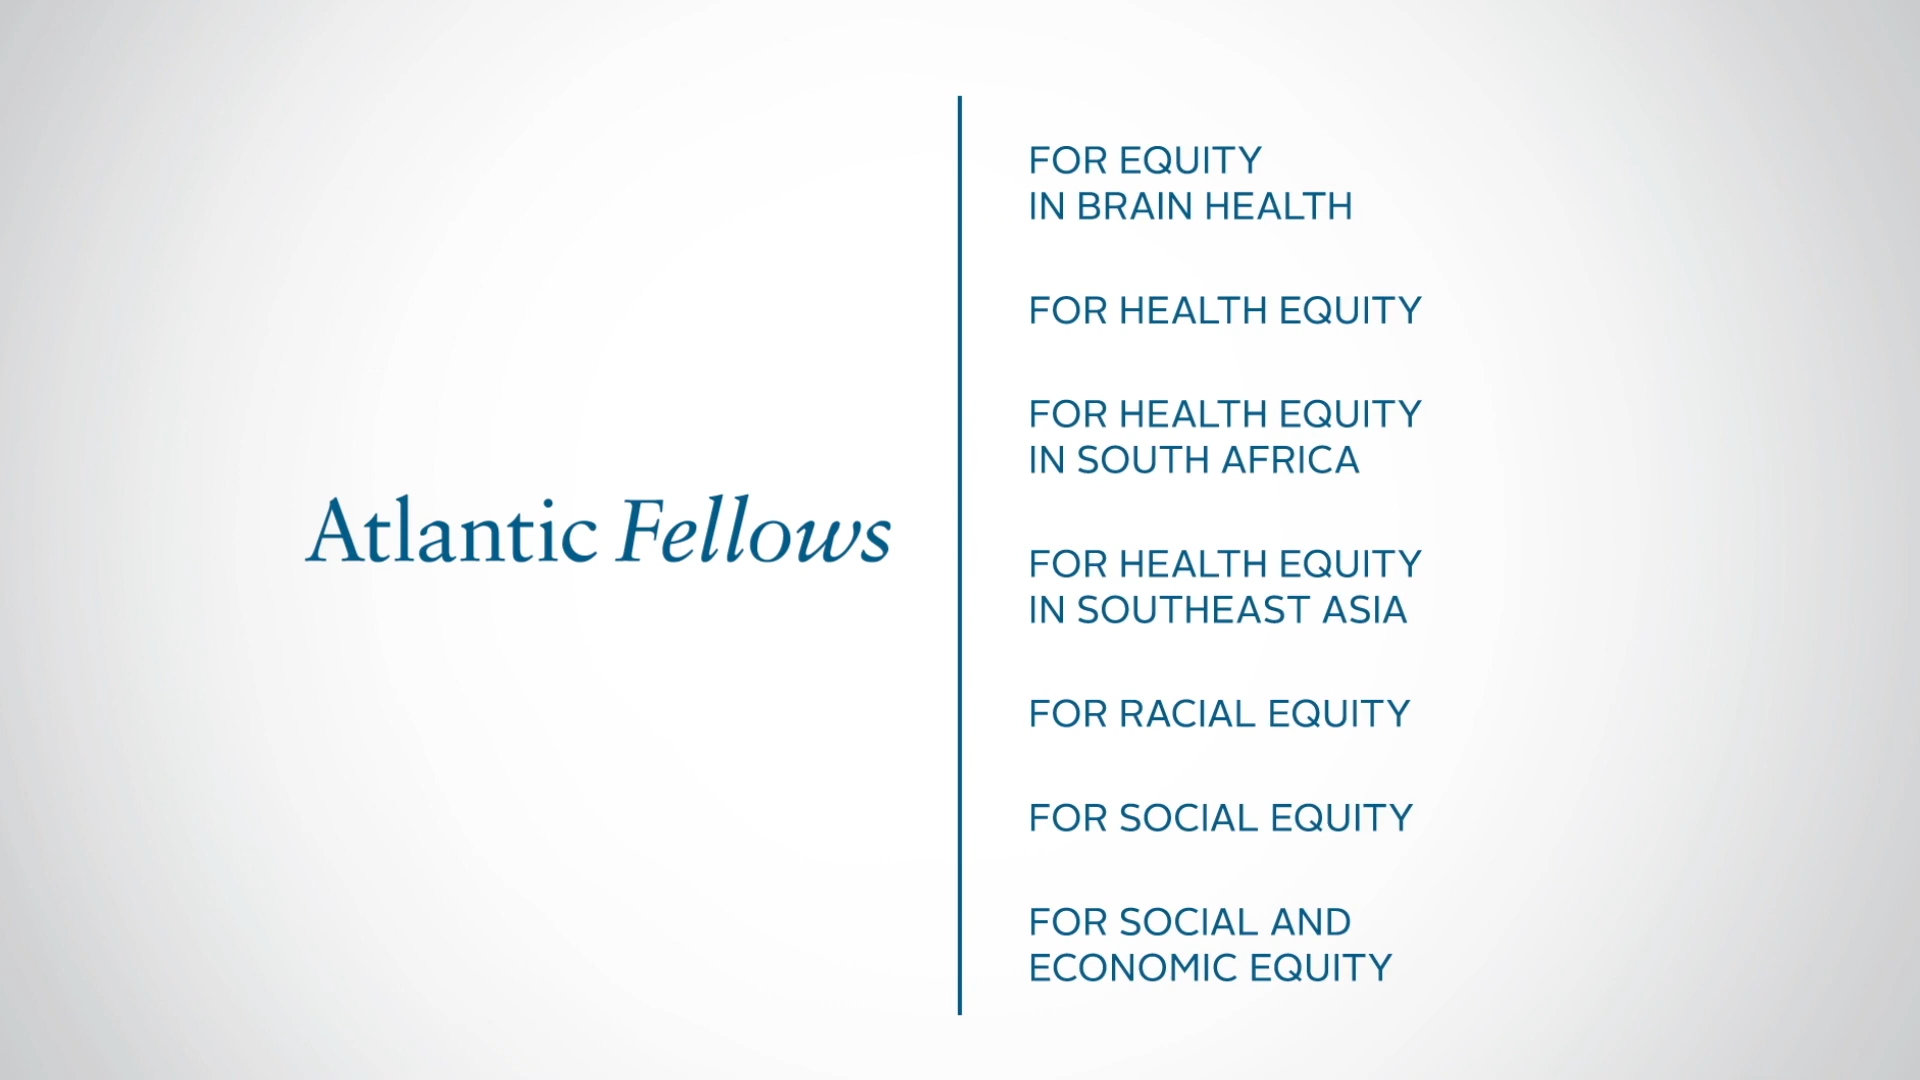 Atlantic Fellows
FOR EQUITY
IN BRAIN HEALTH
FOR HEALTH EQUITY
FOR HEALTH EQUITY
IN SOUTH AFRICA
FOR HEALTH EQUITY
IN SOUTHEAST ASIA
FOR RACIAL EQUITY
FOR SOCIAL EQUITY
FOR SOCIAL AND
ECONOMIC EQUITY